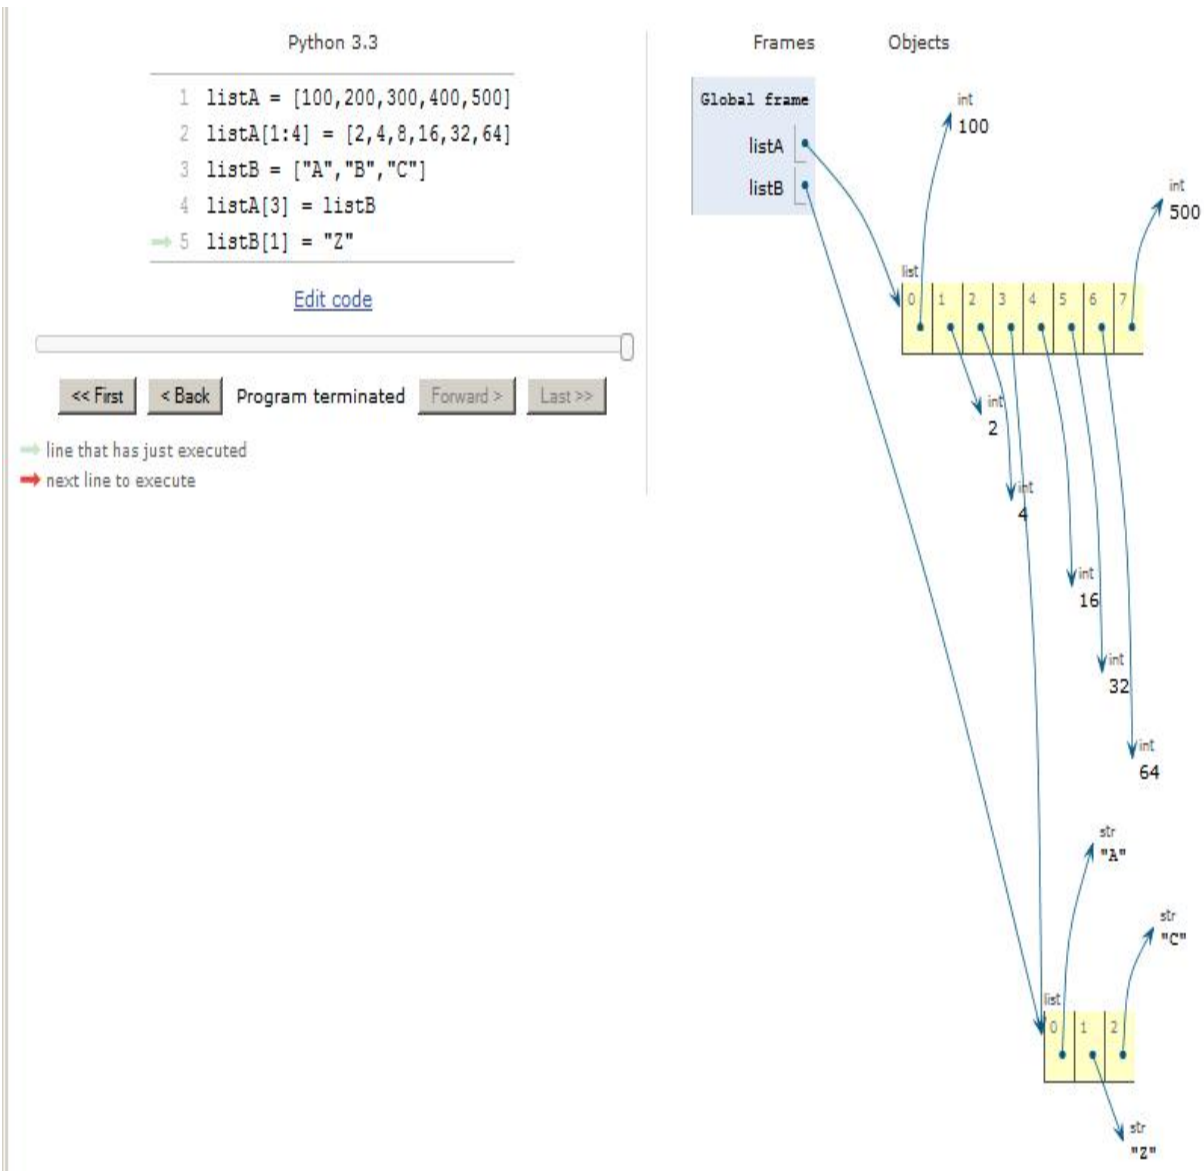 Python 3.3
1 listA = [100,200,300,400,500]
2 listA[1:4] = [2,4,8,16,32,64]
3 listB = ["A","B","C"]
4 listA[3] = listB
5 listB[1] = "Z"
Edit code
<< First < Back Program terminated Forward > Last >>
line that has just executed
next line to execute
Frames Objects
Global frame
listA
listB
int
100
int
500
list
0 1 2 3 4 5 6 7
int
2
int
4
int
16
int
32
int
64
str
"A"
str
"C"
list
0 1 2
str
"Z"